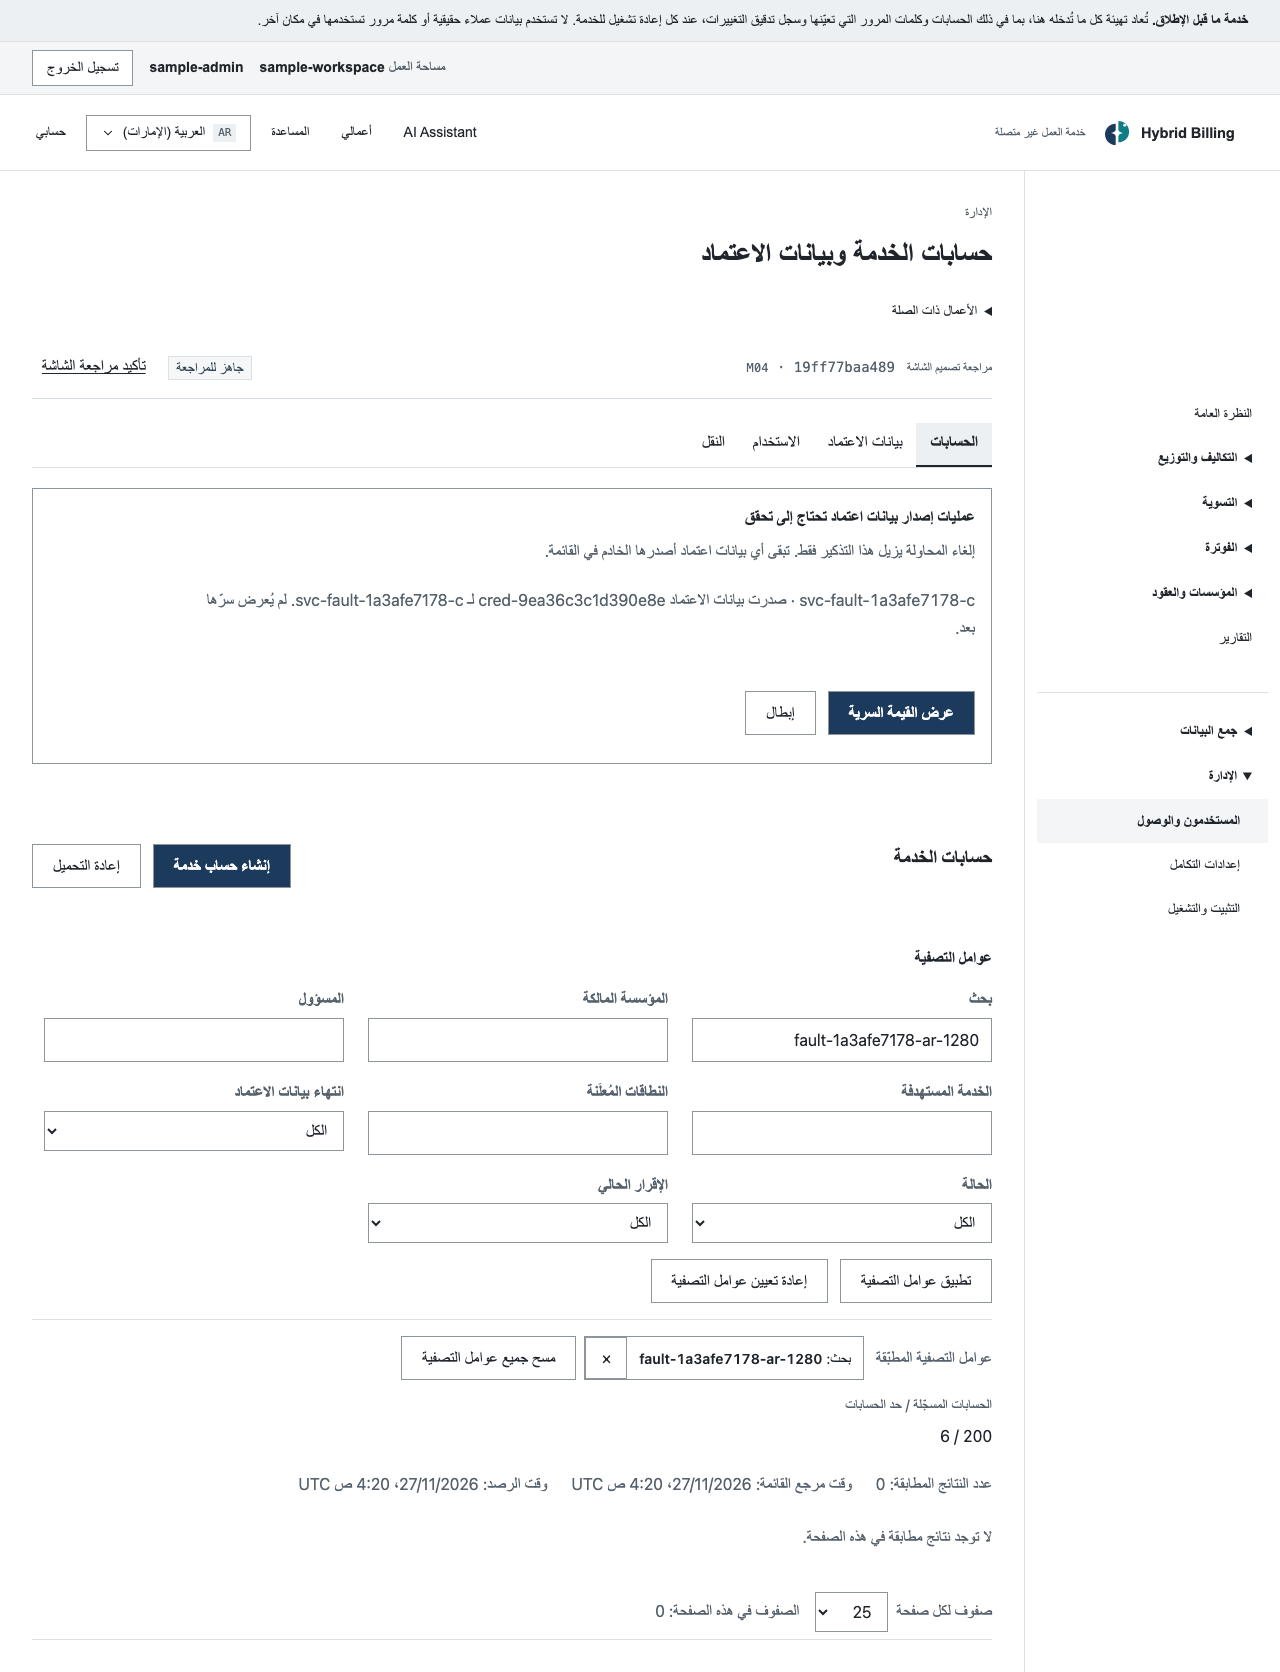 خدمة ما قبل الإطلاق. تُعاد تهيئة كل ما تُدخله هنا، بما في ذلك الحسابات وكلمات المرور التي تعيّنها وسجل تدقيق التغييرات، عند كل إعادة تشغيل للخدمة. لا تستخدم بيانات عملاء حقيقية أو كلمة مرور تستخدمها في مكان آخر.
مساحة العمل sample-workspace sample-admin تسجيل الخروج
Hybrid Billing خدمة العمل غير متصلة AI Assistant أعمالي المساعدة AR العربية (الإمارات) حسابي
النظرة العامة
التكاليف والتوزيع
التسوية
الفوترة
المؤسسات والعقود
التقارير
جمع البيانات
الإدارة
المستخدمون والوصول
إعدادات التكامل
التثبيت والتشغيل
الإدارة
حسابات الخدمة وبيانات الاعتماد
الأعمال ذات الصلة
مراجعة تصميم الشاشة M04 · 19ff77baa489 جاهز للمراجعة تأكيد مراجعة الشاشة
الحسابات بيانات الاعتماد الاستخدام النقل
عمليات إصدار بيانات اعتماد تحتاج إلى تحقق
إلغاء المحاولة يزيل هذا التذكير فقط. تبقى أي بيانات اعتماد أصدرها الخادم في القائمة.
svc-fault-1a3afe7178-c · صدرت بيانات الاعتماد cred-9ea36c3c1d390e8e لـ svc-fault-1a3afe7178-c. لم يُعرض سرّها
بعد.
عرض القيمة السرية إبطال
حسابات الخدمة إنشاء حساب خدمة إعادة التحميل
عوامل التصفية
بحث المؤسسة المالكة المسؤول
fault-1a3afe7178-ar-1280
الخدمة المستهدفة النطاقات المُعلَنة انتهاء بيانات الاعتماد
الكل
الحالة الإقرار الحالي
الكل الكل
تطبيق عوامل التصفية إعادة تعيين عوامل التصفية
عوامل التصفية المطبّقة بحث: fault-1a3afe7178-ar-1280 × مسح جميع عوامل التصفية
الحسابات المسجّلة / حد الحسابات
6 / 200
عدد النتائج المطابقة: 0 وقت مرجع القائمة: 27/11/2026، 4:20 ص UTC وقت الرصد: 27/11/2026، 4:20 ص UTC
لا توجد نتائج مطابقة في هذه الصفحة.
صفوف لكل صفحة 25 الصفوف في هذه الصفحة: 0